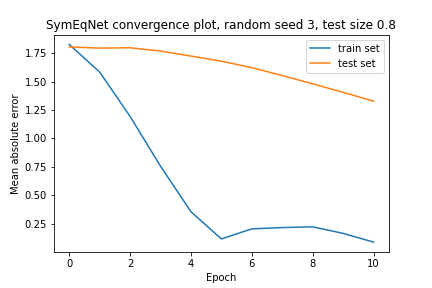 SymEqNet convergence plot, random seed 3, test size 0.8
train set
test set
Mean absolute error
1.75
1.50
1.25
1.00
0.75
0.50
0.25
0 2 4 6 8 10
Epoch